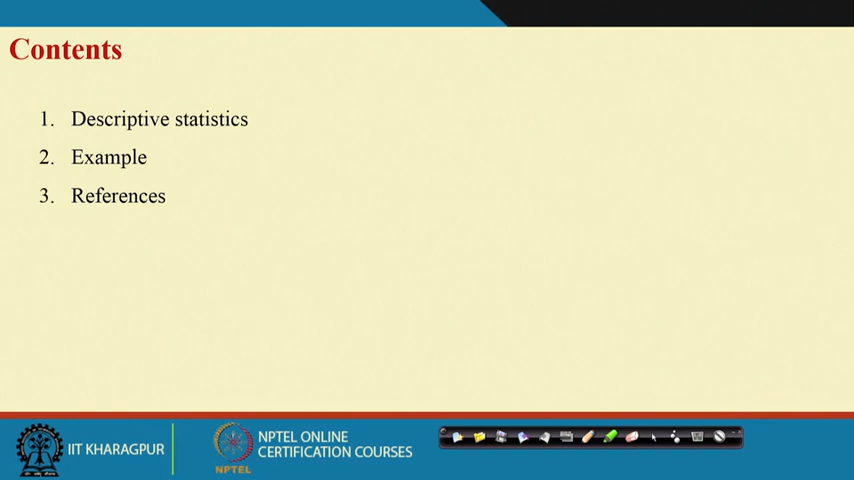 Contents
1. Descriptive statistics
2. Example
3. References
IIT KHARAGPUR
NPTEL
NPTEL ONLINE
CERTIFICATION COURSES